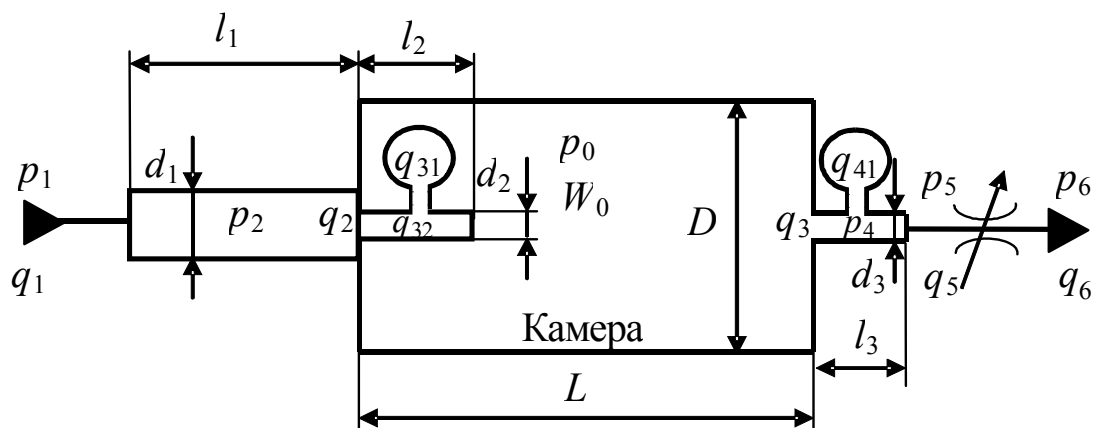 l₁ l₂
p₁ d₁ p₂ q₂ q₃₁ q₃₂ d₂ p₀
W₀
D q₃ q₄₁ p₄ p₅ p₆
q₁ d₃ q₅ q₆
Камера l₃
L